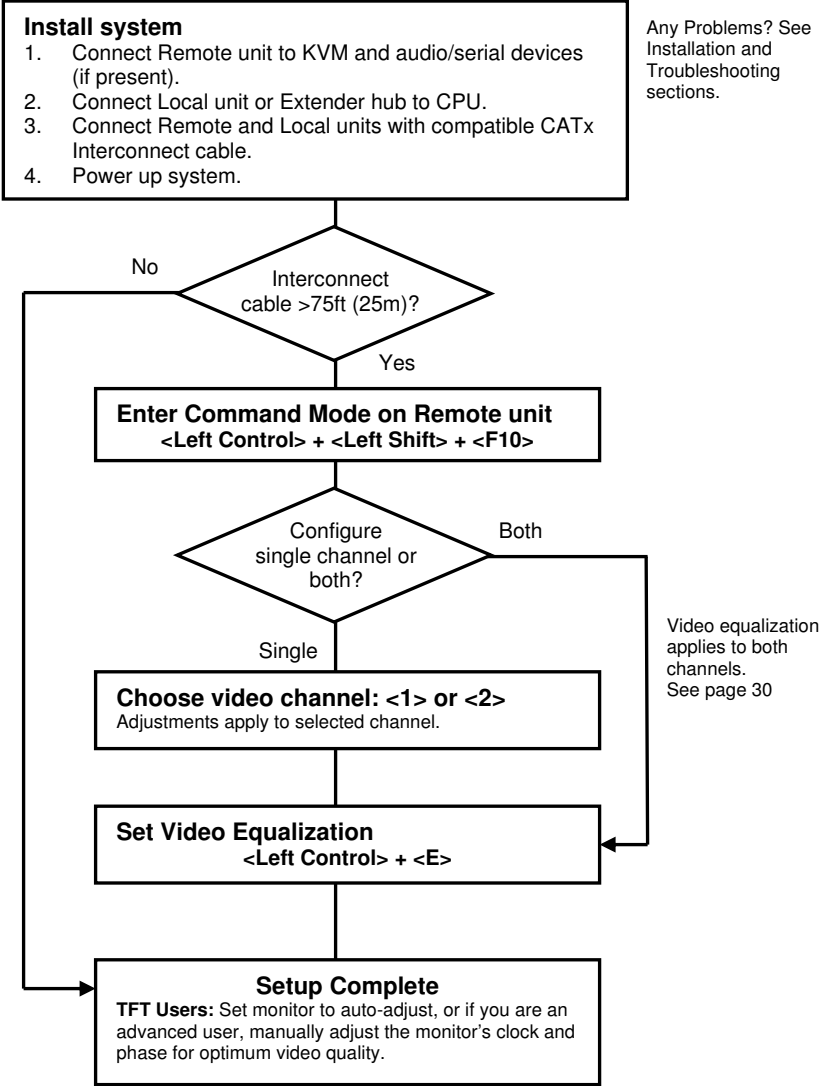 Install system
1. Connect Remote unit to KVM and audio/serial devices
(if present).
2. Connect Local unit or Extender hub to CPU.
3. Connect Remote and Local units with compatible CATx
Interconnect cable.
4. Power up system.
Any Problems? See
Installation and
Troubleshooting
sections.
No
Interconnect
cable >75ft (25m)?
Yes
Enter Command Mode on Remote unit
<Left Control> + <Left Shift> + <F10>
Configure
single channel or
both?
Both
Single
Video equalization
applies to both
channels.
See page 30
Choose video channel: <1> or <2>
Adjustments apply to selected channel.
Set Video Equalization
<Left Control> + <E>
Setup Complete
TFT Users: Set monitor to auto-adjust, or if you are an
advanced user, manually adjust the monitor's clock and
phase for optimum video quality.